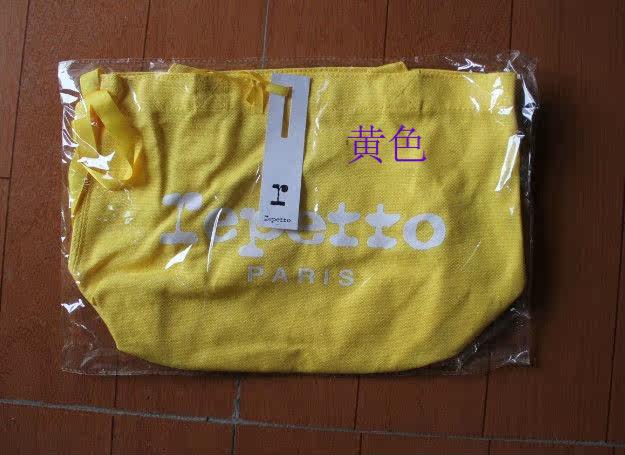 黄色
r
repetto
repetto
PARIS